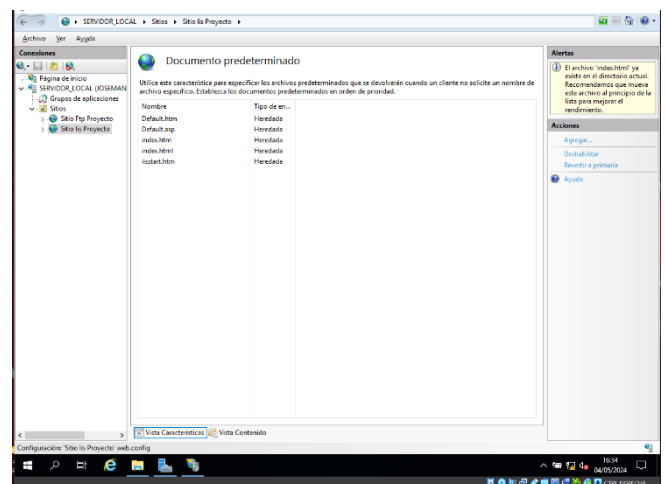 SERVIDOR_LOCAL ▸ Sitios ▸ Sitio Iis Proyecto ▸
Archivo Ver Ayuda
Conexiones
Página de inicio
SERVIDOR_LOCAL (JOSEMAN
Grupos de aplicaciones
Sitios
Sitio Ftp Proyecto
Sitio Iis Proyecto
Documento predeterminado
Utilice esta característica para especificar los archivos predeterminados que se devolverán cuando un cliente no solicite un nombre de
archivo específico. Establezca los documentos predeterminados en orden de prioridad.
Nombre Tipo de en...
Default.htm Heredada
Default.asp Heredada
index.htm Heredada
index.html Heredada
iisstart.htm Heredada
Vista Características Vista Contenido
Alertas
El archivo 'index.html' ya
existe en el directorio actual.
Recomendamos que mueva
este archivo al principio de la
lista para mejorar el
rendimiento.
Acciones
Agregar...
Deshabilitar
Revertir a primaria
Ayuda
Configuración: 'Sitio Iis Proyecto' web.config
16:34
04/05/2024
CTRL DERECHA